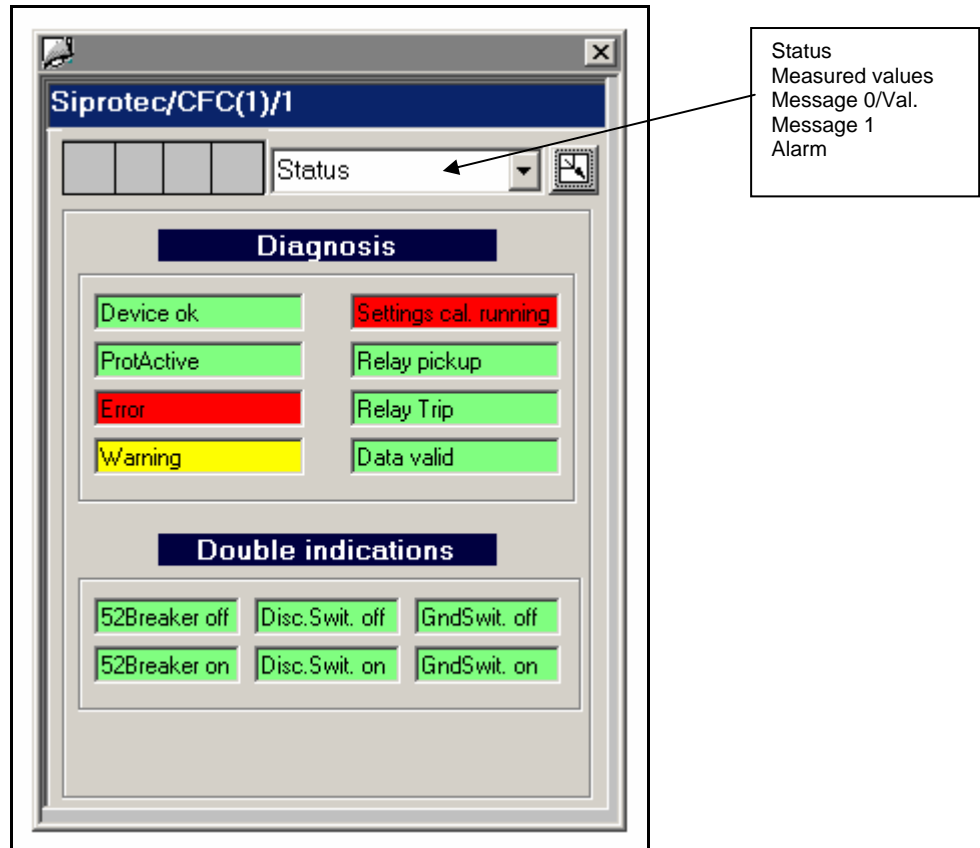 Siprotec/CFC(1)/1
Status
Diagnosis
Device ok
Settings cal. running
ProtActive
Relay pickup
Error
Relay Trip
Warning
Data valid
Double indications
52Breaker off
Disc.Swit. off
GndSwit. off
52Breaker on
Disc.Swit. on
GndSwit. on
Status
Measured values
Message 0/Val.
Message 1
Alarm